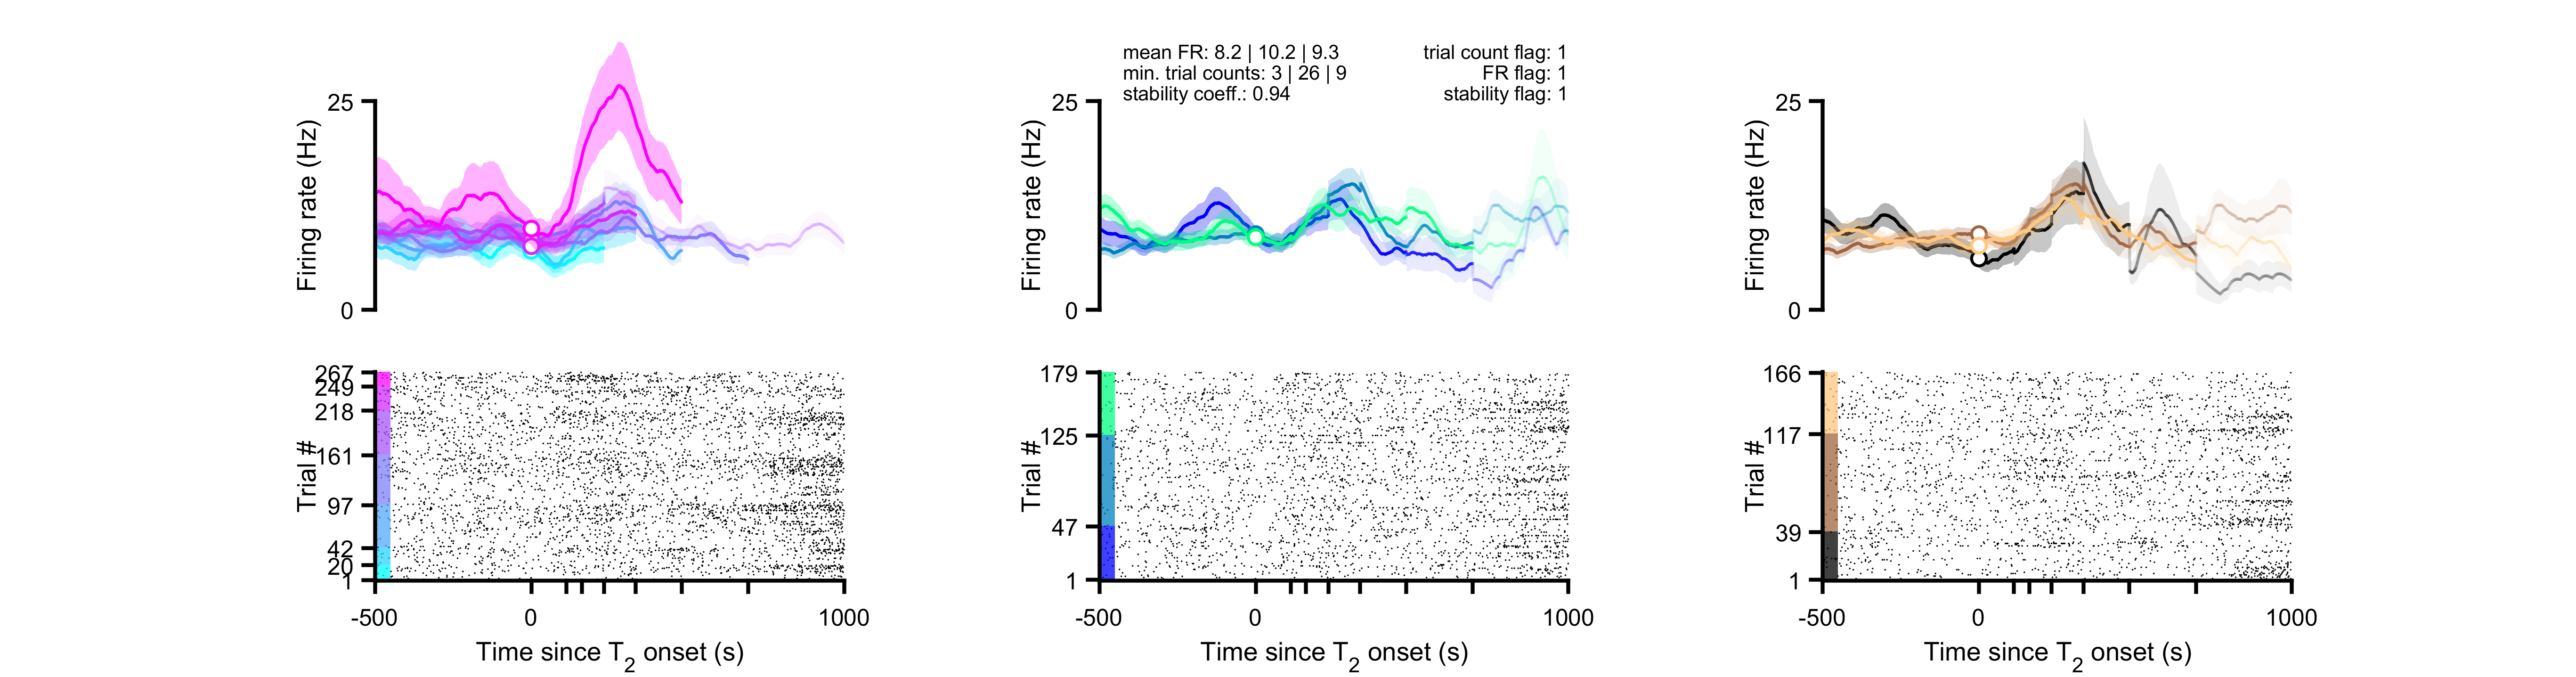 mean FR: 8.2 | 10.2 | 9.3
min. trial counts: 3 | 26 | 9
stability coeff.: 0.94
trial count flag: 1
FR flag: 1
stability flag: 1
25
0
Firing rate (Hz)
25
0
Firing rate (Hz)
25
0
Firing rate (Hz)
267
249
218
161
97
42
20
1
Trial #
-500
0
1000
Time since T2 onset (s)
179
125
47
1
Trial #
-500
0
1000
Time since T2 onset (s)
166
117
39
1
Trial #
-500
0
1000
Time since T2 onset (s)